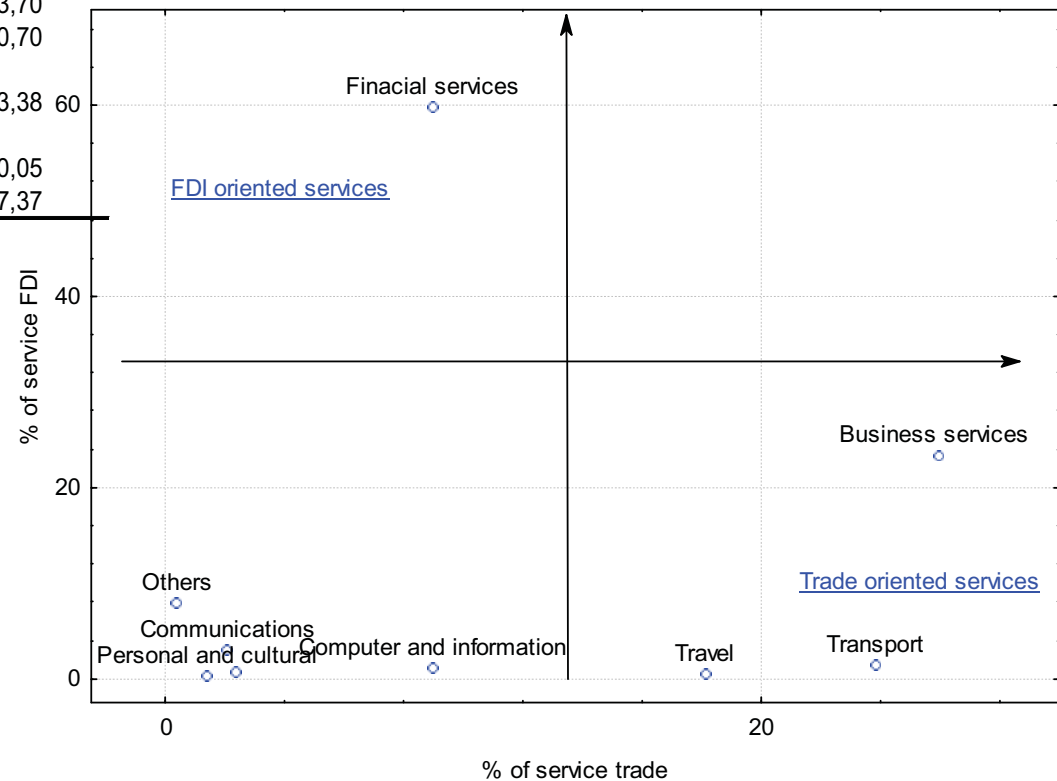 3,70
0,70
3,38
0,05
7,37
Finacial services
60
FDI oriented services
% of service FDI
40
Business services
20
Others
Trade oriented services
Communications
Personal and cultural
Computer and information
Travel
Transport
0
0
20
% of service trade